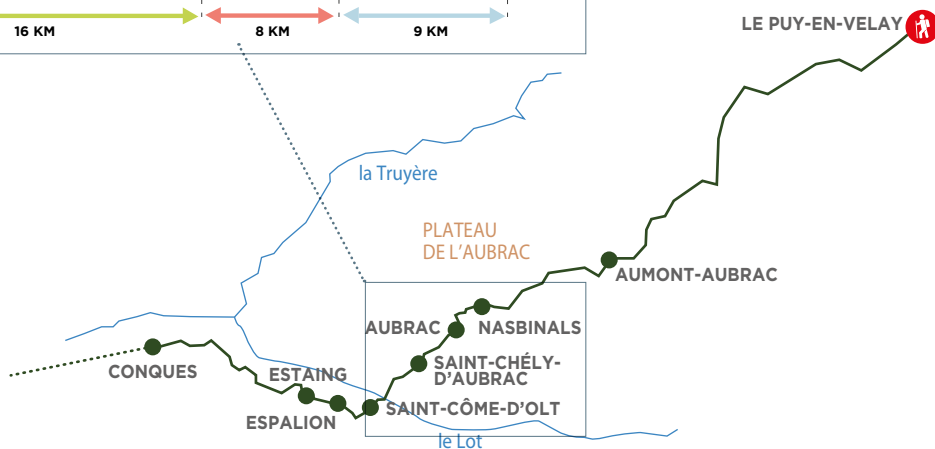 16 KM
8 KM
9 KM
LE PUY-EN-VELAY
la Truyère
PLATEAU
DE L'AUBRAC
AUMONT-AUBRAC
AUBRAC
NASBINALS
SAINT-CHÉLY-
D'AUBRAC
CONQUES
ESTAING
ESPALION
SAINT-CÔME-D'OLT
le Lot